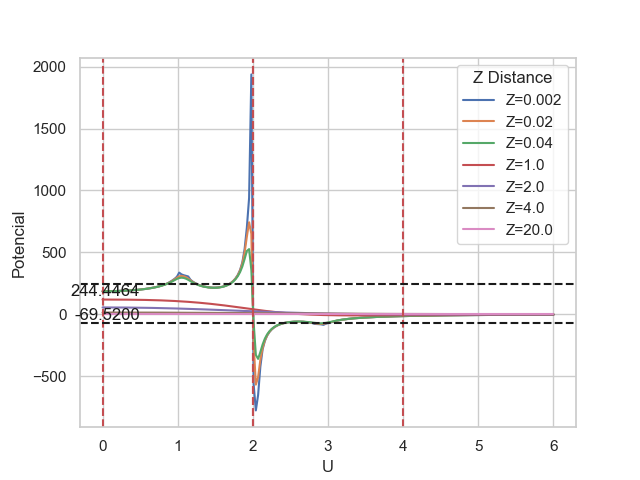 2000
1500
1000
500
0
−500
Potencial
244.4464
-69.5200
0
1
2
3
4
5
6
U
Z Distance
Z=0.002
Z=0.02
Z=0.04
Z=1.0
Z=2.0
Z=4.0
Z=20.0